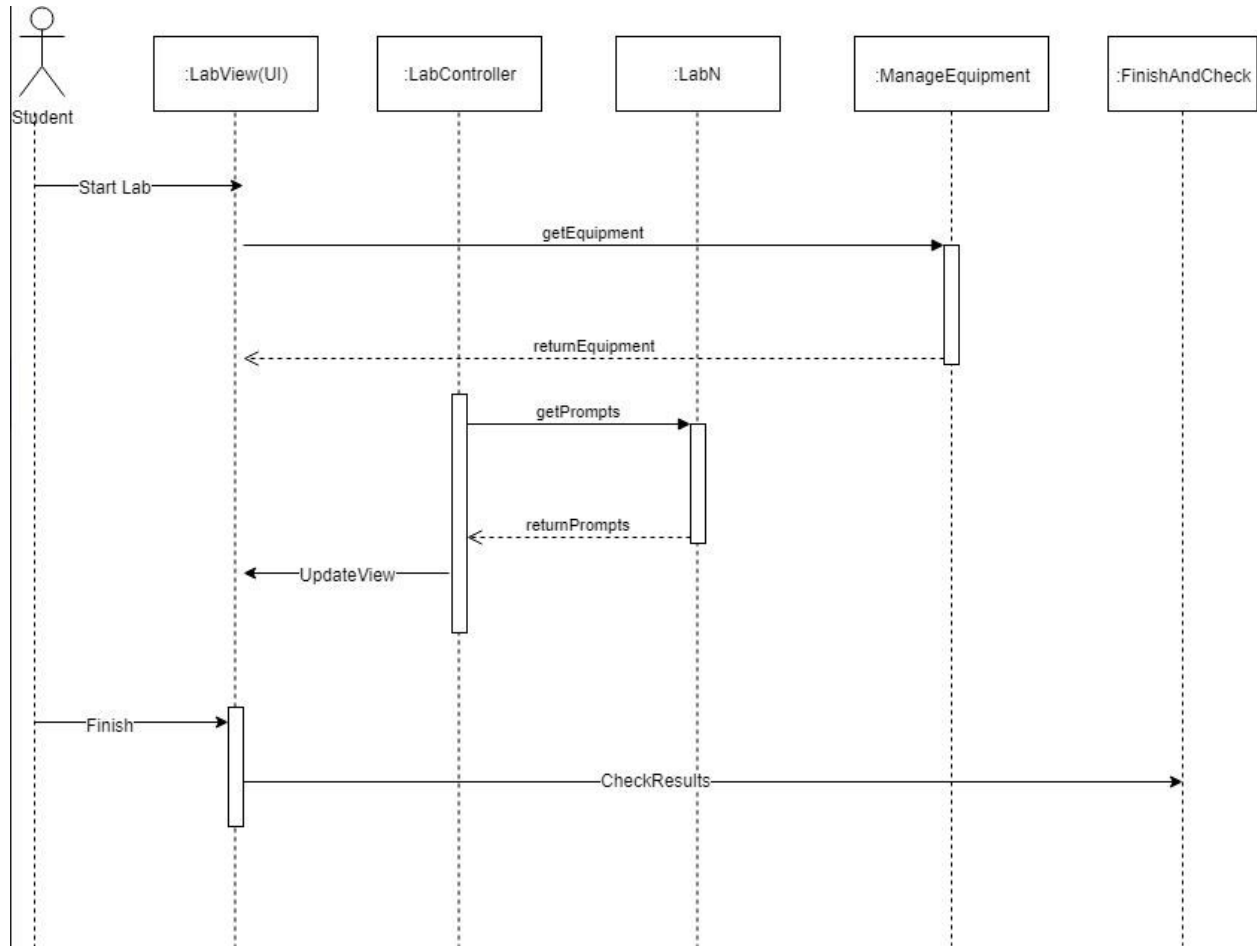 :LabView(UI)
:LabController
:LabN
:ManageEquipment
:FinishAndCheck
Student
Start Lab
getEquipment
returnEquipment
getPrompts
returnPrompts
UpdateView
Finish
CheckResults